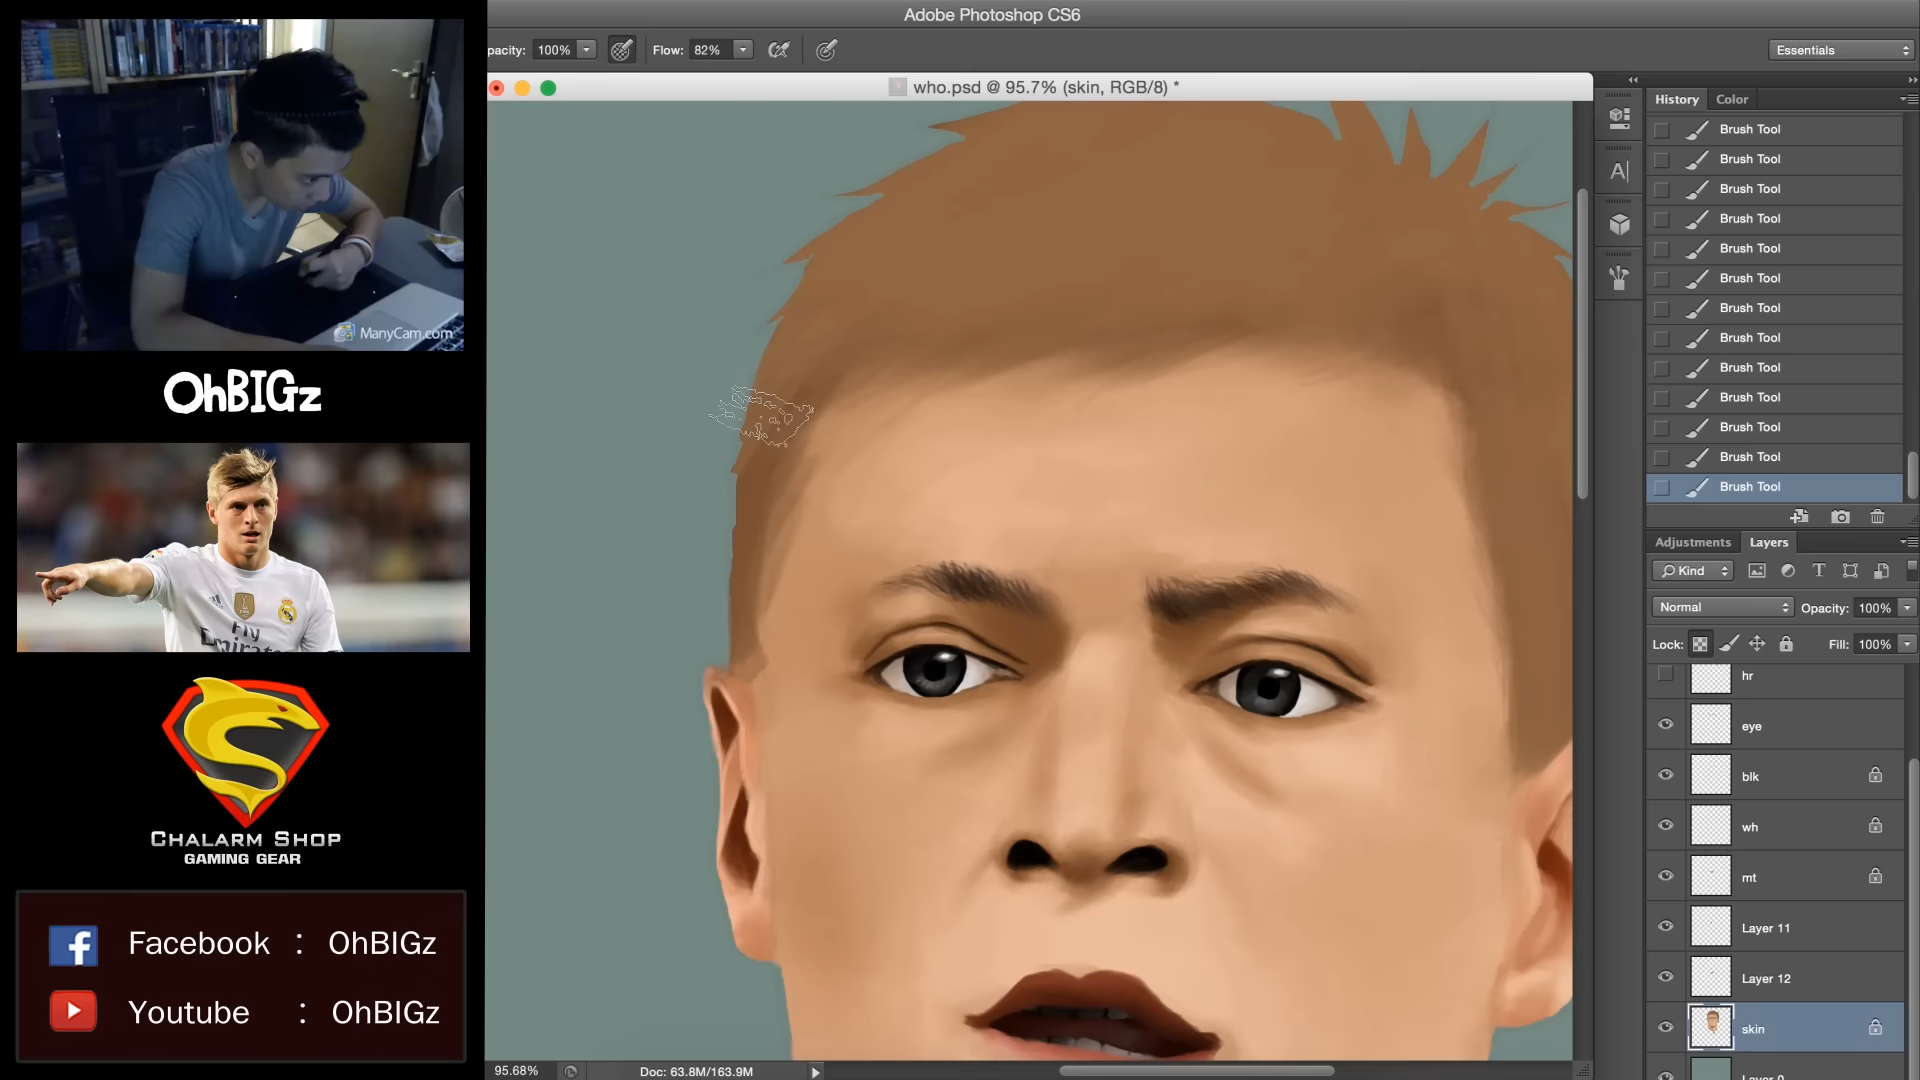 Adobe Photoshop CS6
pacity: 100% Flow: 82% Essentials
who.psd @ 95.7% (skin, RGB/8) *
History Color
Brush Tool
Brush Tool
Brush Tool
Brush Tool
Brush Tool
Brush Tool
Brush Tool
Brush Tool
Brush Tool
Brush Tool
Brush Tool
Brush Tool
Brush Tool
Adjustments Layers
Kind
Normal Opacity: 100%
Lock: Fill: 100%
hr
eye
blk
wh
mt
Layer 11
Layer 12
skin
95.68% Doc: 63.8M/163.9M
ManyCam.com
OhBIGz
Fly
Emirates
CHALARM SHOP
GAMING GEAR
Facebook : OhBIGz
Youtube : OhBIGz